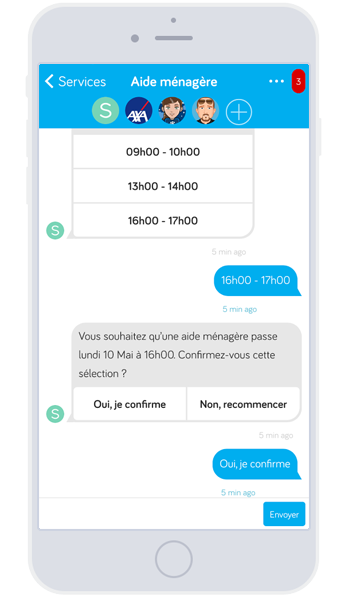 Services
Aide ménagère
3
S
AXA
09h00 - 10h00
13h00 - 14h00
16h00 - 17h00
S
5 min ago
16h00 - 17h00
5 min ago
Vous souhaitez qu'une aide ménagère passe
lundi 10 Mai à 16h00. Confirmez-vous cette
sélection ?
Oui, je confirme
Non, recommencer
S
5 min ago
Oui, je confirme
5 min ago
Envoyer